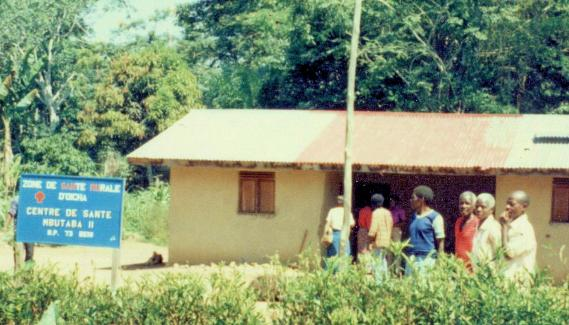 ZONE DE SANTE RURALE
D'OICHA
CENTRE DE SANTE
MBUTABA II
B.P. 73 BENI